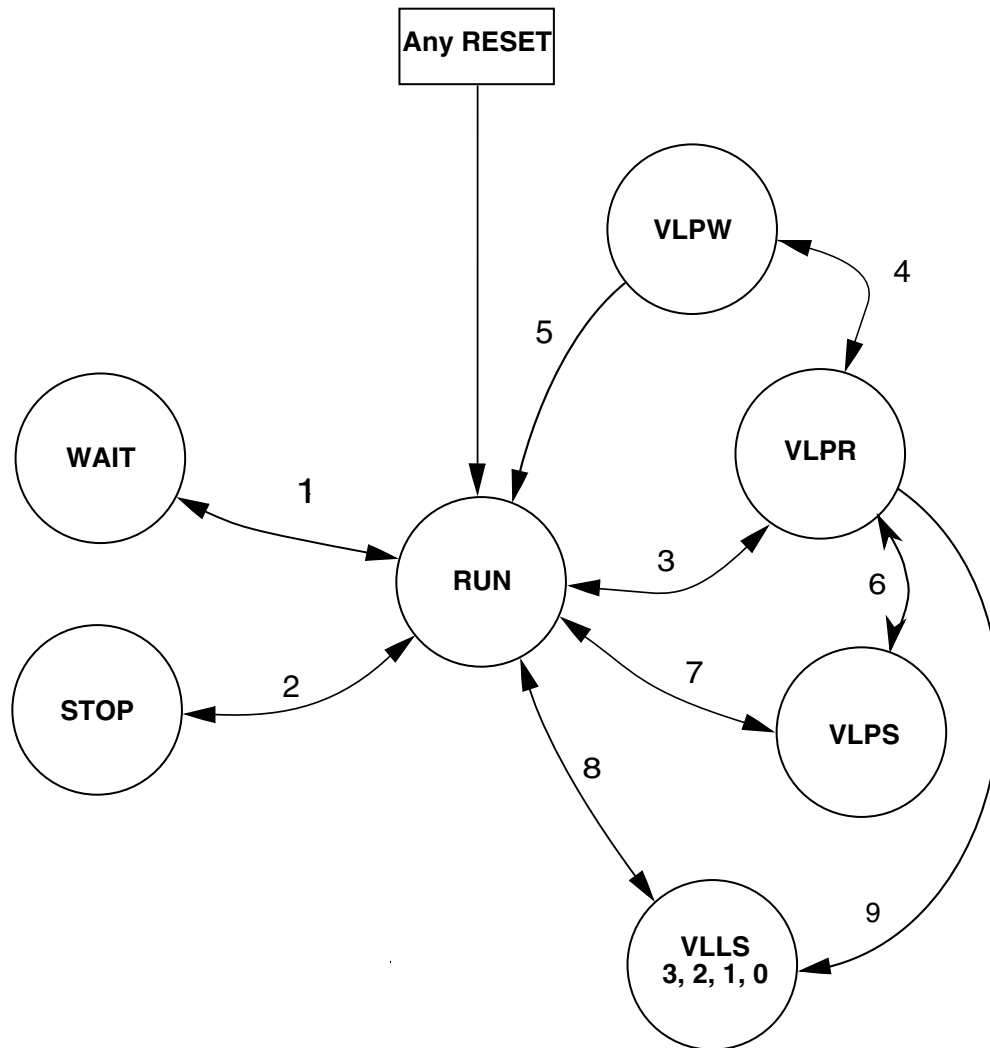 Any RESET
VLPW
4
5
WAIT
VLPR
1
3
RUN
6
7
2
STOP
VLPS
8
9
VLLS
3, 2, 1, 0